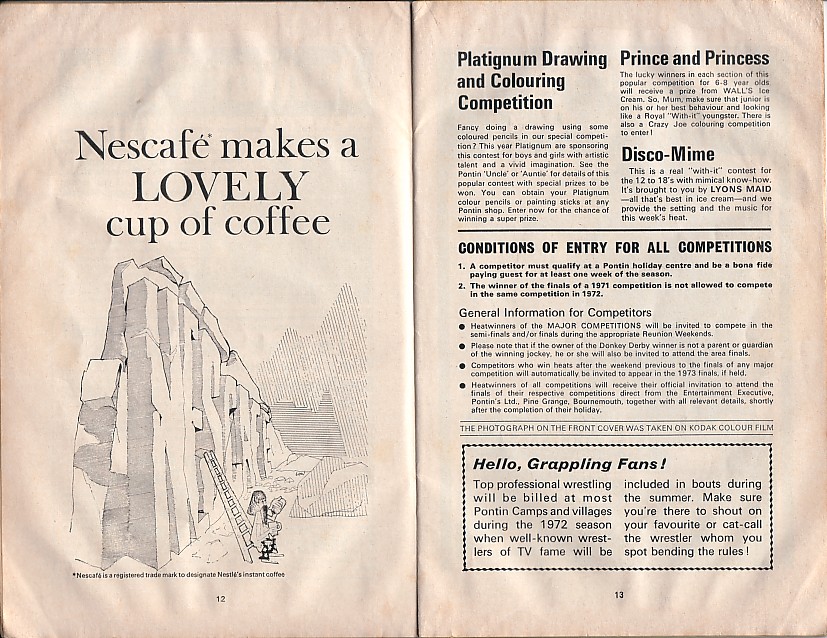 Nescafé* makes a
LOVELY
cup of coffee
*Nescafé is a registered trade mark to designate Nestlé's instant coffee
12
Platignum Drawing
and Colouring
Competition
Fancy doing a drawing using some
coloured pencils in our special competi-
tion? This year Platignum are sponsoring
this contest for boys and girls with artistic
talent and a vivid imagination. See the
Pontin 'Uncle' or 'Auntie' for details of this
popular contest with special prizes to be
won. You can obtain your Platignum
colour pencils or painting sticks at any
Pontin shop. Enter now for the chance of
winning a super prize.
Prince and Princess
The lucky winners in each section of this
popular competition for 6-8 year olds
will receive a prize from WALL'S Ice
Cream. So, Mum, make sure that junior is
on his or her best behaviour and looking
like a Royal "With-it" youngster. There is
also a Crazy Joe colouring competition
to enter!
Disco-Mime
This is a real "with-it" contest for
the 12 to 18's with mimical know-how.
It's brought to you by LYONS MAID
—all that's best in ice cream—and we
provide the setting and the music for
this week's heat.
CONDITIONS OF ENTRY FOR ALL COMPETITIONS
1. A competitor must qualify at a Pontin holiday centre and be a bona fide
paying guest for at least one week of the season.
2. The winner of the finals of a 1971 competition is not allowed to compete
in the same competition in 1972.
General Information for Competitors
● Heatwinners of the MAJOR COMPETITIONS will be invited to compete in the
semi-finals and/or finals during the appropriate Reunion Weekends.
● Please note that if the owner of the Donkey Derby winner is not a parent or guardian
of the winning jockey, he or she will also be invited to attend the area finals.
● Competitors who win heats after the weekend previous to the finals of any major
competition will automatically be invited to appear in the 1973 finals, if held.
● Heatwinners of all competitions will receive their official invitation to attend the
finals of their respective competitions direct from the Entertainment Executive,
Pontin's Ltd., Pine Grange, Bournemouth, together with all relevant details, shortly
after the completion of their holiday.
THE PHOTOGRAPH ON THE FRONT COVER WAS TAKEN ON KODAK COLOUR FILM
Hello, Grappling Fans!
Top professional wrestling
will be billed at most
Pontin Camps and villages
during the 1972 season
when well-known wrest-
lers of TV fame will be
included in bouts during
the summer. Make sure
you're there to shout on
your favourite or cat-call
the wrestler whom you
spot bending the rules!
13